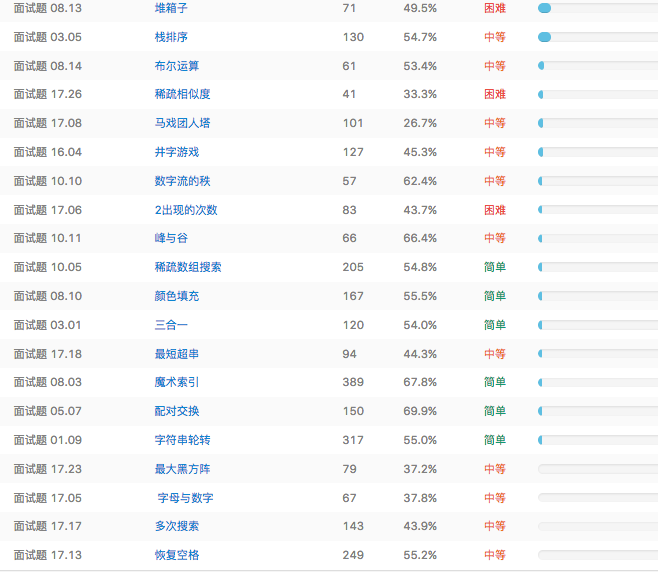 面试题 08.13 堆箱子 71 49.5% 困难
面试题 03.05 栈排序 130 54.7% 中等
面试题 08.14 布尔运算 61 53.4% 中等
面试题 17.26 稀疏相似度 41 33.3% 困难
面试题 17.08 马戏团人塔 101 26.7% 中等
面试题 16.04 井字游戏 127 45.3% 中等
面试题 10.10 数字流的秩 57 62.4% 中等
面试题 17.06 2出现的次数 83 43.7% 困难
面试题 10.11 峰与谷 66 66.4% 中等
面试题 10.05 稀疏数组搜索 205 54.8% 简单
面试题 08.10 颜色填充 167 55.5% 简单
面试题 03.01 三合一 120 54.0% 简单
面试题 17.18 最短超串 94 44.3% 中等
面试题 08.03 魔术索引 389 67.8% 简单
面试题 05.07 配对交换 150 69.9% 简单
面试题 01.09 字符串轮转 317 55.0% 简单
面试题 17.23 最大黑方阵 79 37.2% 中等
面试题 17.05 字母与数字 67 37.8% 中等
面试题 17.17 多次搜索 143 43.9% 中等
面试题 17.13 恢复空格 249 55.2% 中等